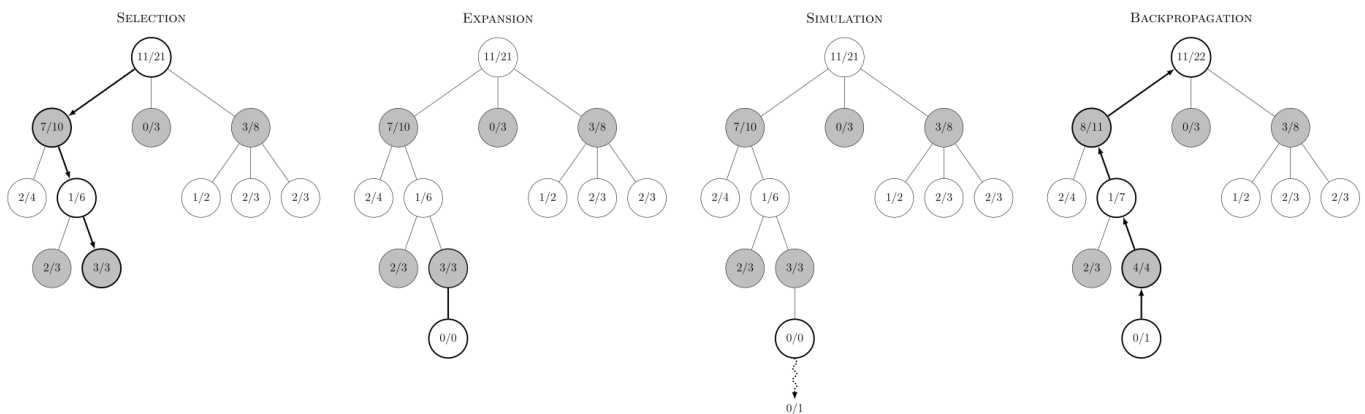 SELECTION
11/21
7/10 0/3 3/8
2/4 1/6 1/2 2/3 2/3
2/3 3/3
EXPANSION
11/21
7/10 0/3 3/8
2/4 1/6 1/2 2/3 2/3
2/3 3/3
0/0
SIMULATION
11/21
7/10 0/3 3/8
2/4 1/6 1/2 2/3 2/3
2/3 3/3
0/0
0/1
BACKPROPAGATION
11/22
8/11 0/3 3/8
2/4 1/7 1/2 2/3 2/3
2/3 4/4
0/1